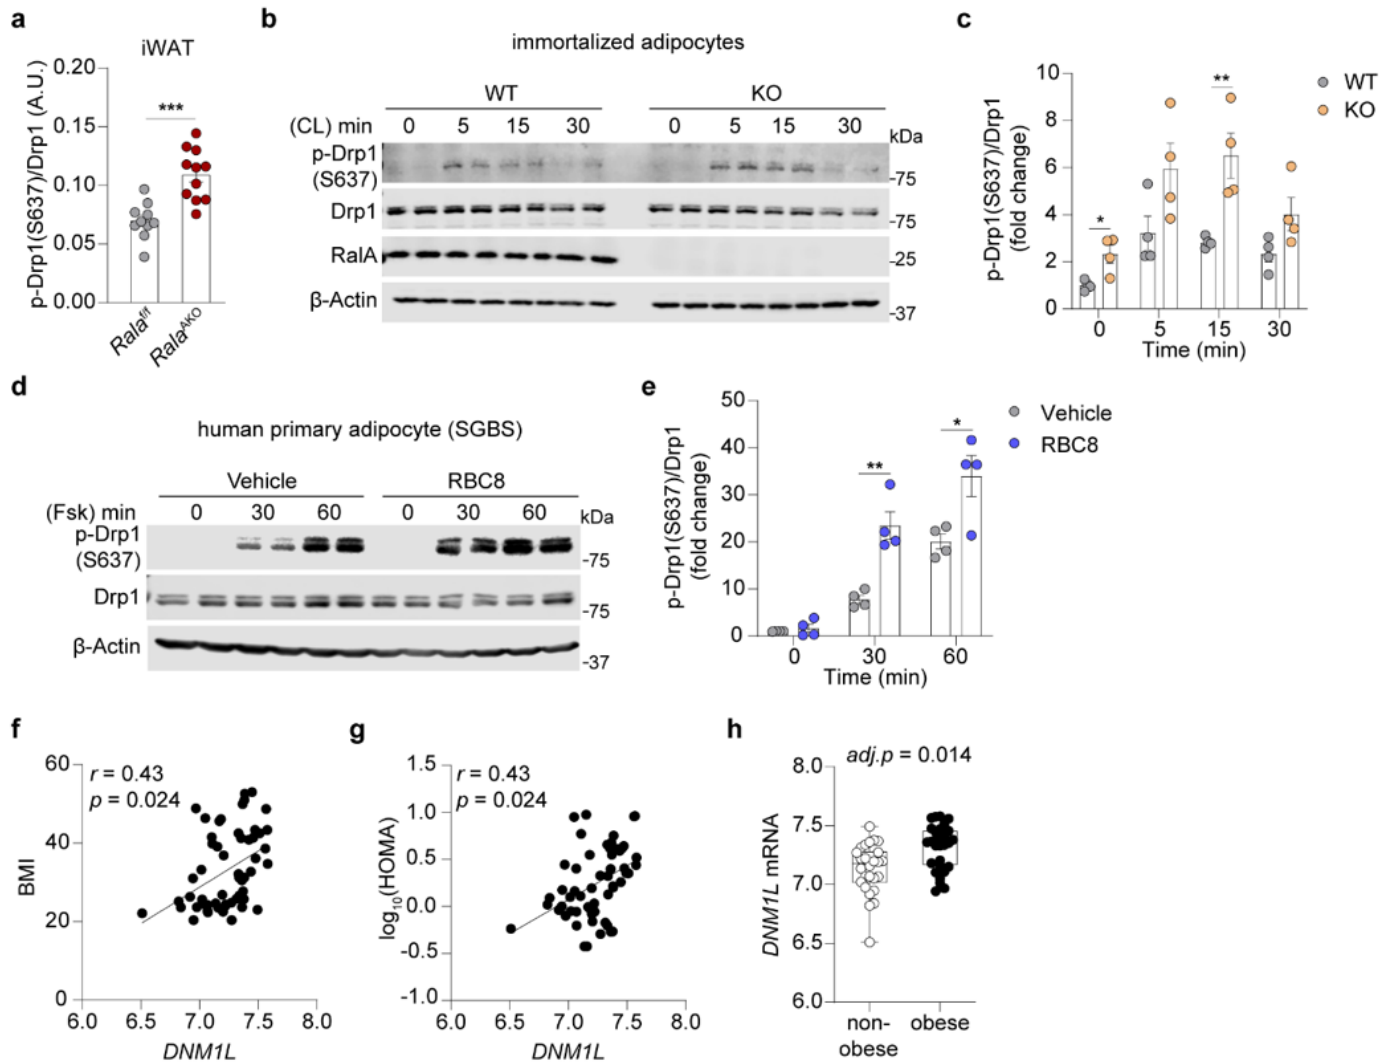 a
iWAT
p-Drp1(S637)/Drp1 (A.U.)
0.20
0.15
0.10
0.05
0.00
***
Rala^f/f
Rala^AKO
b
immortalized adipocytes
WT KO
(CL) min 0 5 15 30 0 5 15 30
kDa
p-Drp1
(S637)
-75
Drp1
-75
RalA
-25
β-Actin
-37
c
p-Drp1(S637)/Drp1
(fold change)
10
8
6
4
2
0
*
**
WT
KO
0 5 15 30
Time (min)
d
human primary adipocyte (SGBS)
Vehicle RBC8
(Fsk) min 0 30 60 0 30 60
kDa
p-Drp1
(S637)
-75
Drp1
-75
β-Actin
-37
e
p-Drp1(S637)/Drp1
(fold change)
50
40
30
20
10
0
**
*
Vehicle
RBC8
0 30 60
Time (min)
f
BMI
60
40
20
0
r = 0.43
p = 0.024
6.0 6.5 7.0 7.5 8.0
DNM1L
g
log₁₀(HOMA)
1.5
1.0
0.5
0.0
-0.5
-1.0
r = 0.43
p = 0.024
6.0 6.5 7.0 7.5 8.0
DNM1L
h
adj.p = 0.014
DNM1L mRNA
8.0
7.5
7.0
6.5
6.0
non-
obese
obese